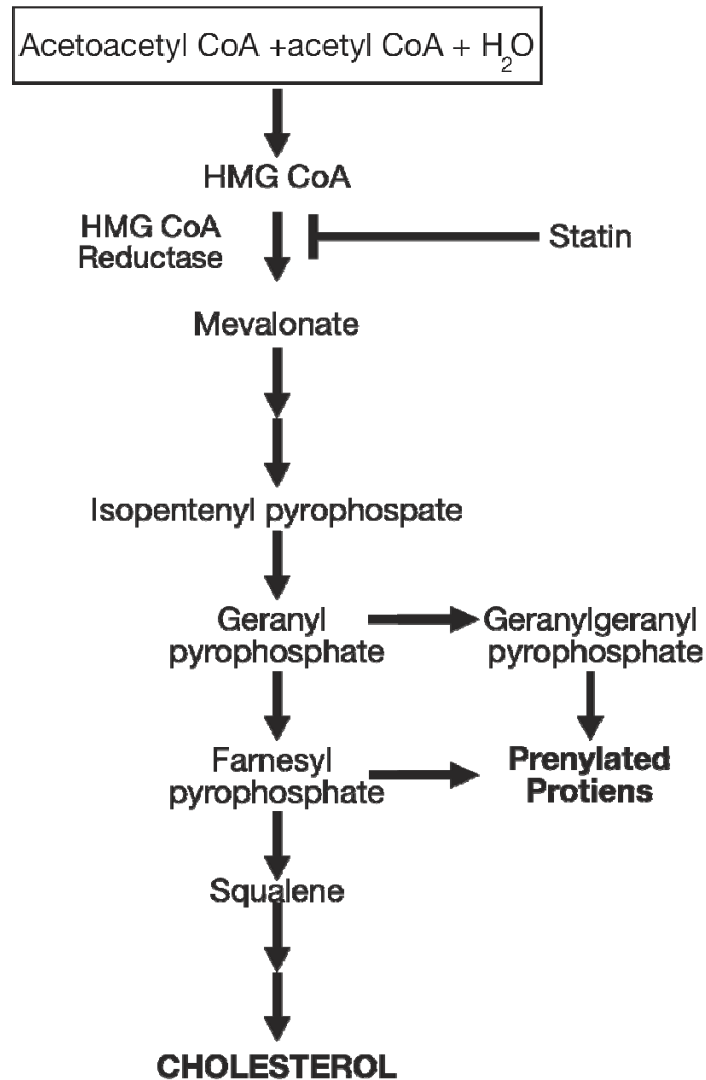 Acetoacetyl CoA +acetyl CoA + H₂O
HMG CoA
HMG CoA
Reductase
Statin
Mevalonate
Isopentenyl pyrophospate
Geranyl
pyrophosphate
Geranylgeranyl
pyrophosphate
Farnesyl
pyrophosphate
Prenylated
Protiens
Squalene
CHOLESTEROL